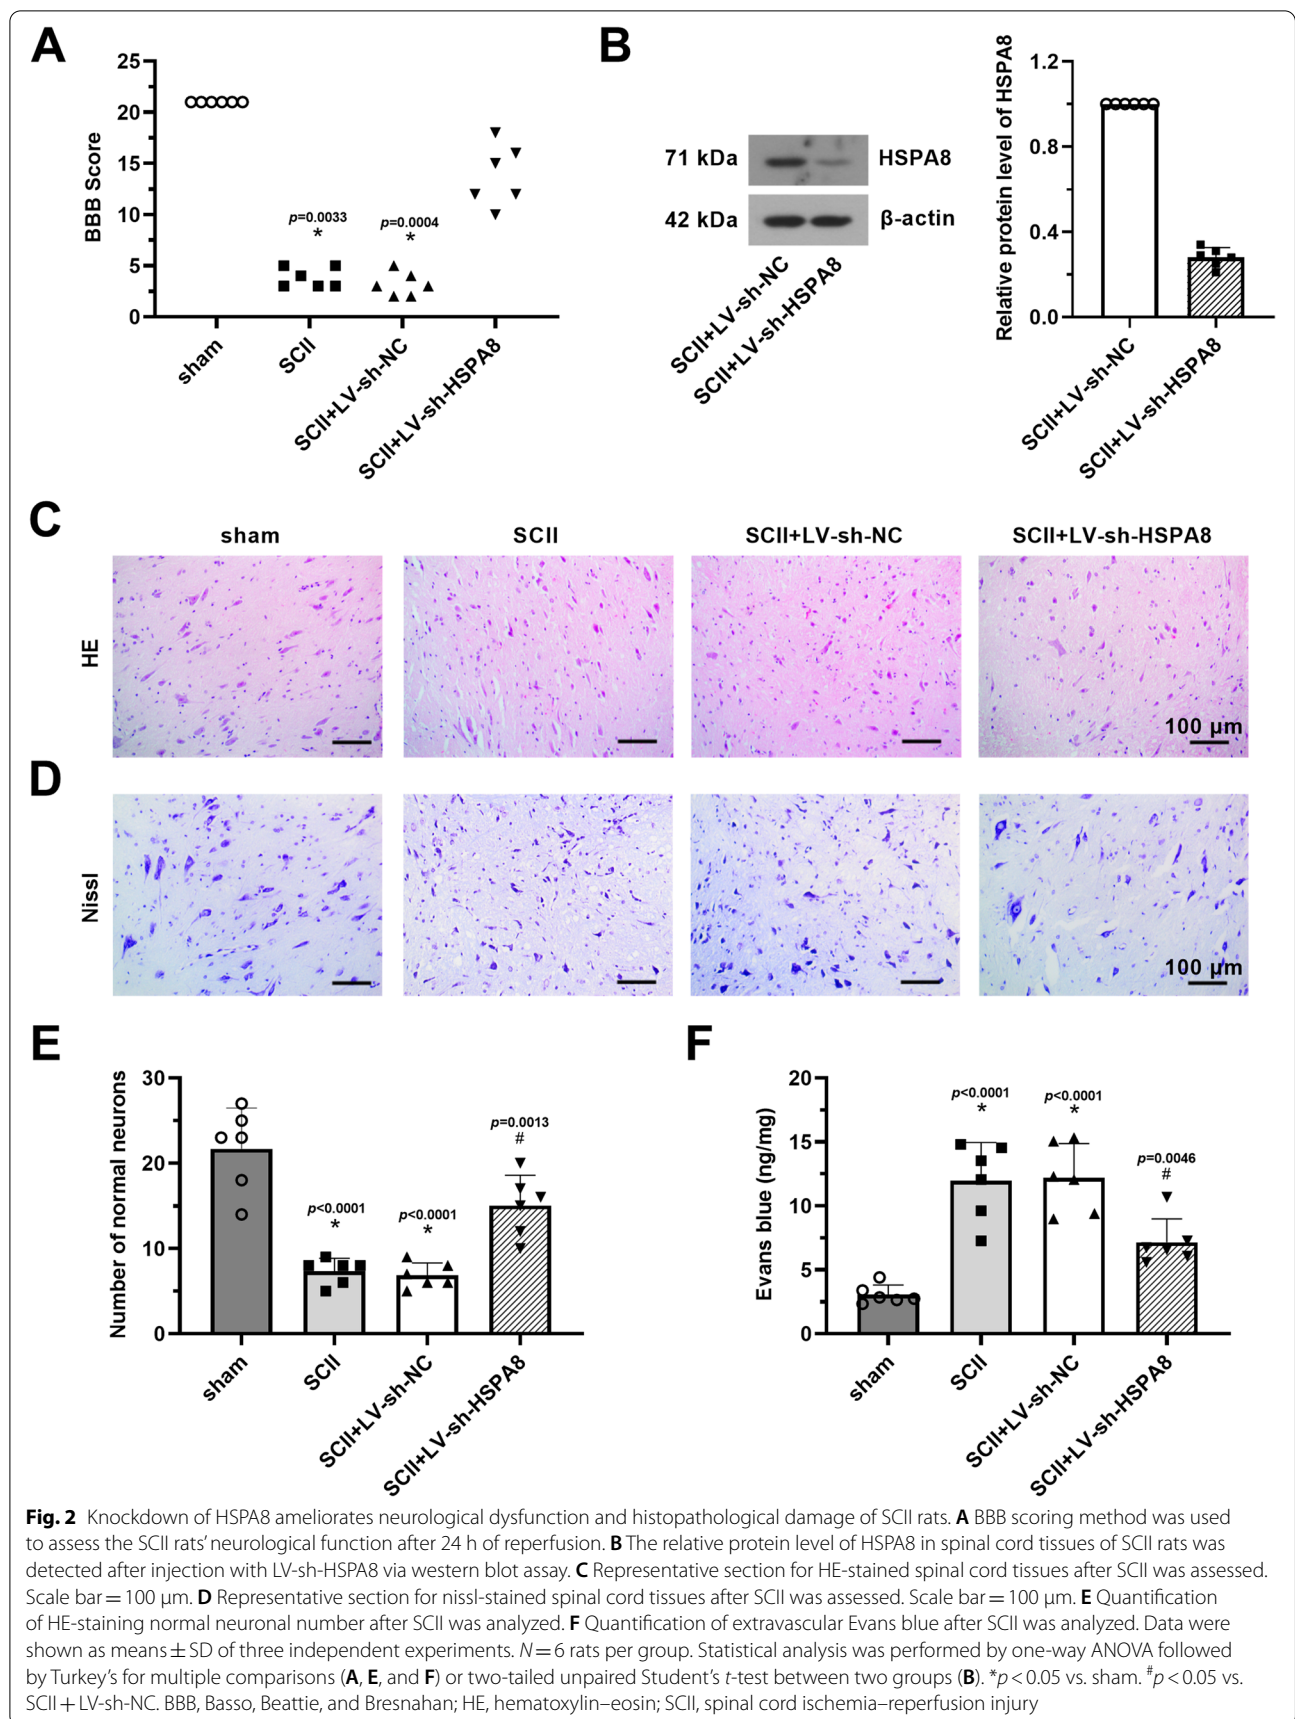 A
25
20
15
10
5
0
BBB Score
p=0.0033
*
p=0.0004
*
sham
SCII
SCII+LV-sh-NC
SCII+LV-sh-HSPA8
B
71 kDa
HSPA8
42 kDa
β-actin
SCII+LV-sh-NC
SCII+LV-sh-HSPA8
Relative protein level of HSPA8
1.2
0.8
0.4
0.0
SCII+LV-sh-NC
SCII+LV-sh-HSPA8
C
sham
SCII
SCII+LV-sh-NC
SCII+LV-sh-HSPA8
HE
100 µm
D
Nissl
100 µm
E
Number of normal neurons
30
20
10
0
p<0.0001
*
p<0.0001
*
p=0.0013
#
sham
SCII
SCII+LV-sh-NC
SCII+LV-sh-HSPA8
F
Evans blue (ng/mg)
20
15
10
5
0
p<0.0001
*
p<0.0001
*
p=0.0046
#
sham
SCII
SCII+LV-sh-NC
SCII+LV-sh-HSPA8
Fig. 2 Knockdown of HSPA8 ameliorates neurological dysfunction and histopathological damage of SCII rats. A BBB scoring method was used
to assess the SCII rats’ neurological function after 24 h of reperfusion. B The relative protein level of HSPA8 in spinal cord tissues of SCII rats was
detected after injection with LV-sh-HSPA8 via western blot assay. C Representative section for HE-stained spinal cord tissues after SCII was assessed.
Scale bar = 100 µm. D Representative section for nissl-stained spinal cord tissues after SCII was assessed. Scale bar = 100 µm. E Quantification
of HE-staining normal neuronal number after SCII was analyzed. F Quantification of extravascular Evans blue after SCII was analyzed. Data were
shown as means ± SD of three independent experiments. N = 6 rats per group. Statistical analysis was performed by one-way ANOVA followed
by Turkey’s for multiple comparisons (A, E, and F) or two-tailed unpaired Student’s t-test between two groups (B). *p < 0.05 vs. sham. #p < 0.05 vs.
SCII + LV-sh-NC. BBB, Basso, Beattie, and Bresnahan; HE, hematoxylin–eosin; SCII, spinal cord ischemia–reperfusion injury